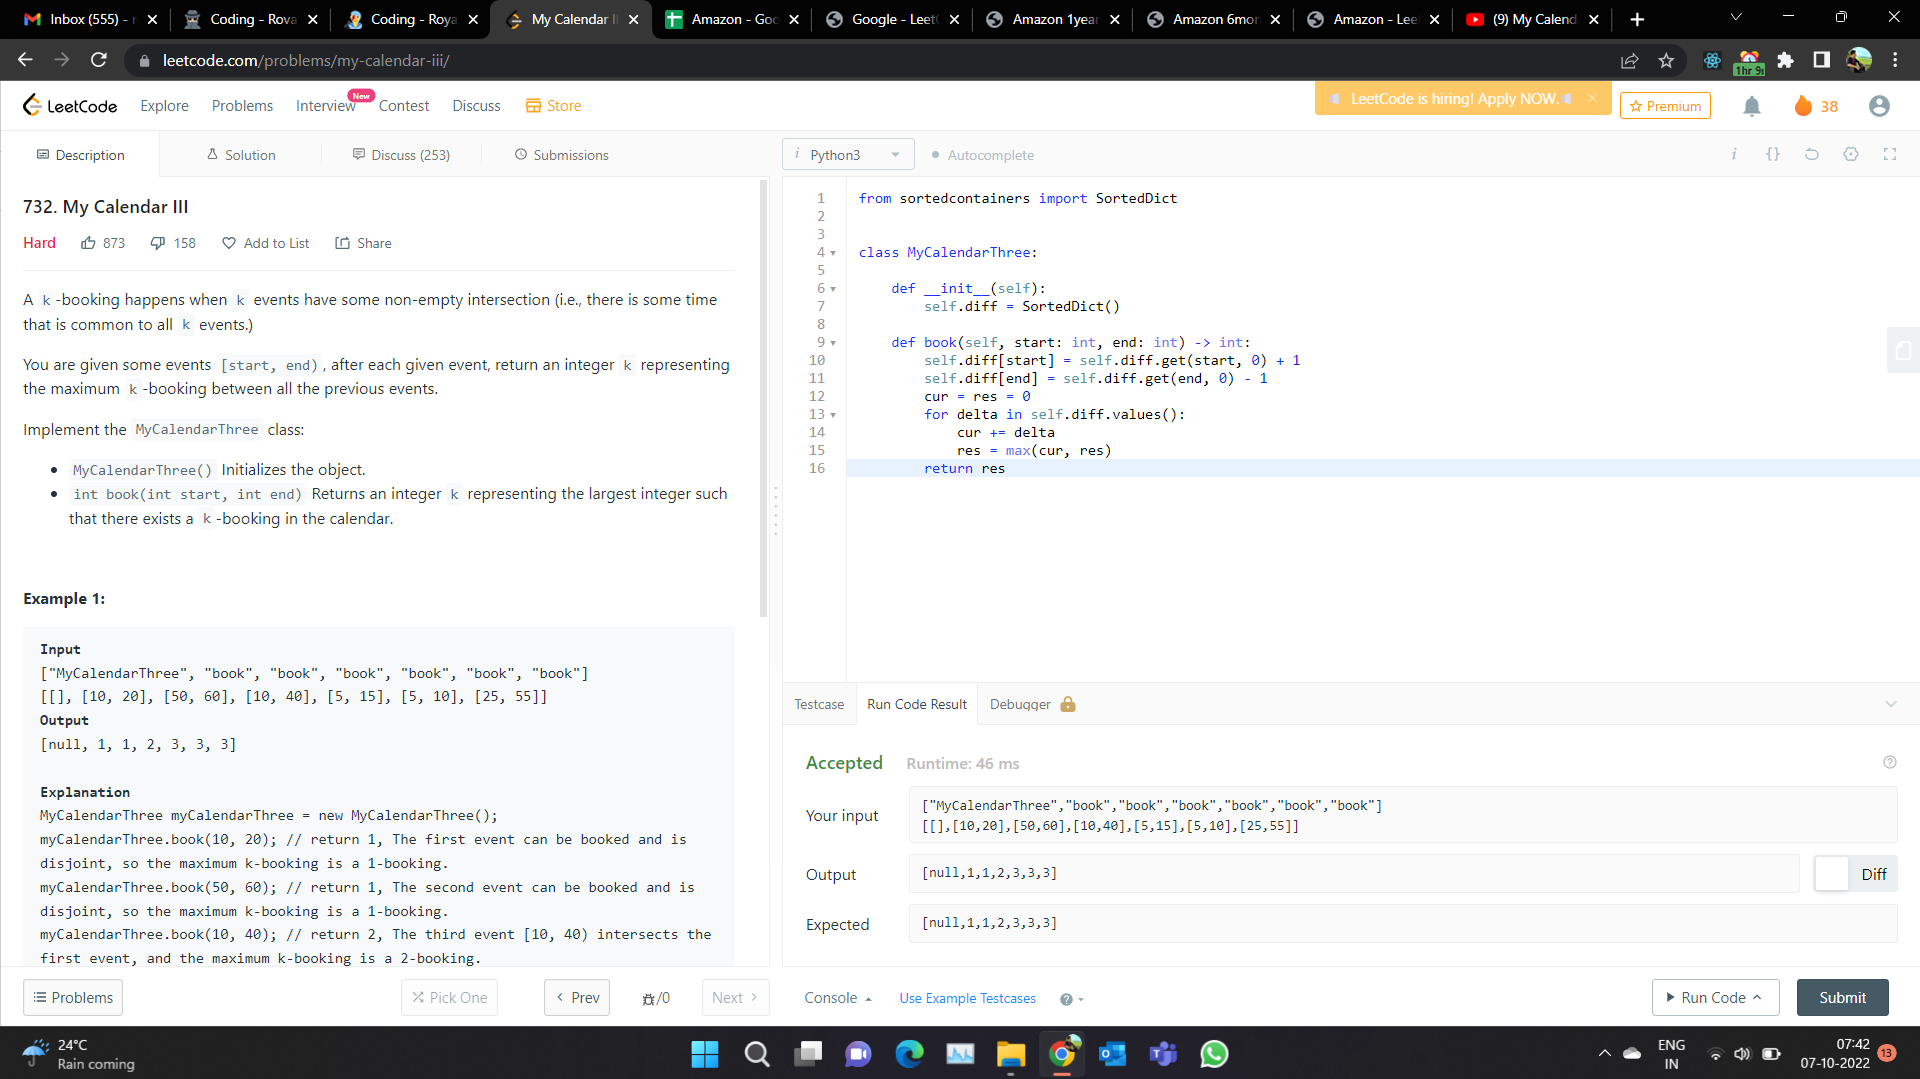 Inbox (555) - r
Coding - Rova
Coding - Roya
My Calendar II
Amazon - Goo
Google - LeetC
Amazon 1year
Amazon 6mon
Amazon - Leet
(9) My Calend
leetcode.com/problems/my-calendar-iii/
1hr 9
LeetCode
Explore
Problems
Interview
New
Contest
Discuss
Store
LeetCode is hiring! Apply NOW.
Premium
38
Description
Solution
Discuss (253)
Submissions
i Python3
Autocomplete
732. My Calendar III
Hard
873
158
Add to List
Share
A k -booking happens when k events have some non-empty intersection (i.e., there is some time
that is common to all k events.)
You are given some events [start, end) , after each given event, return an integer k representing
the maximum k -booking between all the previous events.
Implement the MyCalendarThree class:
MyCalendarThree() Initializes the object.
int book(int start, int end) Returns an integer k representing the largest integer such
that there exists a k -booking in the calendar.
Example 1:
Input
["MyCalendarThree", "book", "book", "book", "book", "book", "book"]
[[], [10, 20], [50, 60], [10, 40], [5, 15], [5, 10], [25, 55]]
Output
[null, 1, 1, 2, 3, 3, 3]
Explanation
MyCalendarThree myCalendarThree = new MyCalendarThree();
myCalendarThree.book(10, 20); // return 1, The first event can be booked and is
disjoint, so the maximum k-booking is a 1-booking.
myCalendarThree.book(50, 60); // return 1, The second event can be booked and is
disjoint, so the maximum k-booking is a 1-booking.
myCalendarThree.book(10, 40); // return 2, The third event [10, 40) intersects the
first event, and the maximum k-booking is a 2-booking.
1 from sortedcontainers import SortedDict
2
3
4 class MyCalendarThree:
5
6 def __init__(self):
7 self.diff = SortedDict()
8
9 def book(self, start: int, end: int) -> int:
10 self.diff[start] = self.diff.get(start, 0) + 1
11 self.diff[end] = self.diff.get(end, 0) - 1
12 cur = res = 0
13 for delta in self.diff.values():
14 cur += delta
15 res = max(cur, res)
16 return res
Testcase
Run Code Result
Debugger
Accepted
Runtime: 46 ms
Your input
["MyCalendarThree","book","book","book","book","book","book"]
[[],[10,20],[50,60],[10,40],[5,15],[5,10],[25,55]]
Output
[null,1,1,2,3,3,3]
Diff
Expected
[null,1,1,2,3,3,3]
Problems
Pick One
Prev
/0
Next
Console
Use Example Testcases
Run Code
Submit
24°C
Rain coming
ENG
IN
07:42
07-10-2022
13